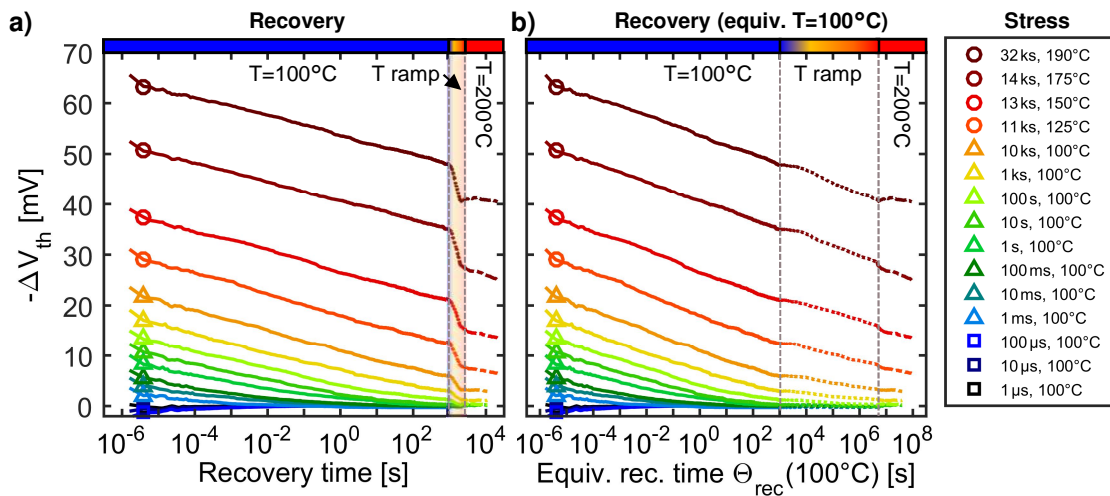 a)
Recovery
b)
Recovery (equiv. T=100°C)
Stress
70
60
50
40
30
20
10
0
-ΔV_th [mV]
T=100°C
T ramp
T=200°C
T=100°C
T ramp
T=200°C
10^-6 10^-4 10^-2 10^0 10^2 10^4
Recovery time [s]
10^-6 10^-4 10^-2 10^0 10^2 10^4 10^6 10^8
Equiv. rec. time Θ_rec(100°C) [s]
32 ks, 190°C
14 ks, 175°C
13 ks, 150°C
11 ks, 125°C
10 ks, 100°C
1 ks, 100°C
100 s, 100°C
10 s, 100°C
1 s, 100°C
100 ms, 100°C
10 ms, 100°C
1 ms, 100°C
100 µs, 100°C
10 µs, 100°C
1 µs, 100°C